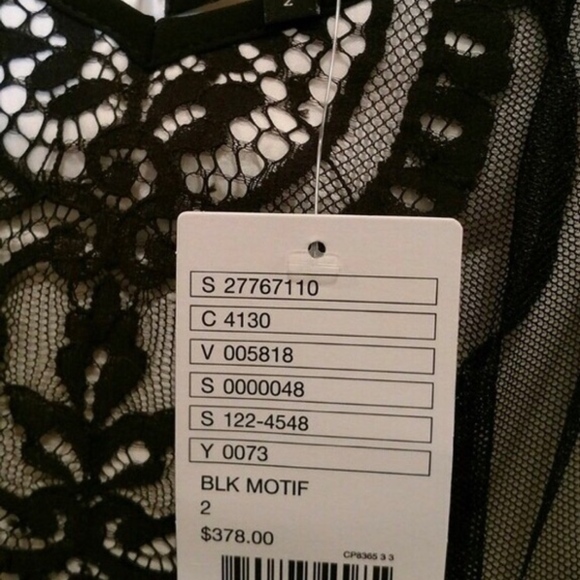 2
S 27767110
C 4130
V 005818
S 0000048
S 122-4548
Y 0073
BLK MOTIF
2
$378.00
CP8365 3 3